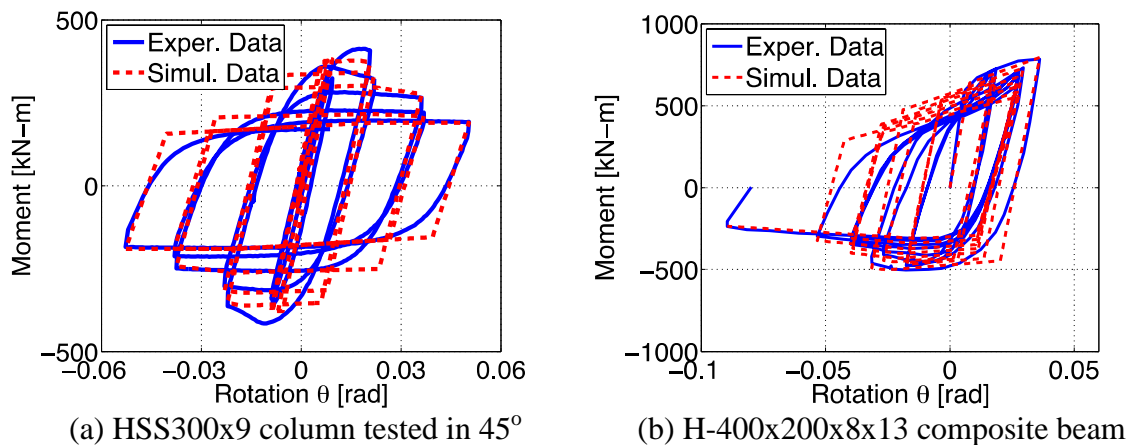 500
Exper. Data
Simul. Data
0
−500
−0.06
−0.03
0
0.03
0.06
Moment [kN−m]
Rotation θ [rad]
(a) HSS300x9 column tested in 45°
1000
Exper. Data
Simul. Data
500
0
−500
−1000
−0.1
−0.05
0
0.05
Moment [kN−m]
Rotation θ [rad]
(b) H-400x200x8x13 composite beam